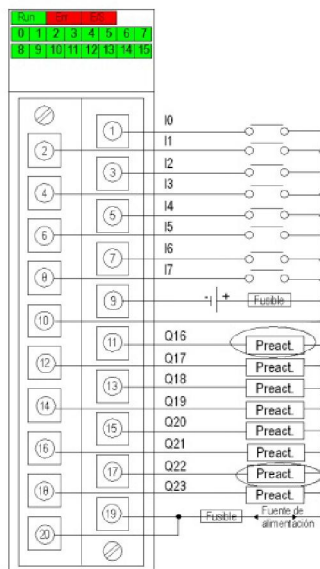 Run Err E/S
0 1 2 3 4 5 6 7
8 9 10 11 12 13 14 15
1 I0
2 I1
3 I2
4 I3
5 I4
6 I5
7 I6
8 I7
9 - + Fusible
10
11 Q16 Preact.
12 Q17 Preact.
13 Q18 Preact.
14 Q19 Preact.
15 Q20 Preact.
16 Q21 Preact.
17 Q22 Preact.
18 Q23 Preact.
19 Fusible Fuente de
alimentación
20